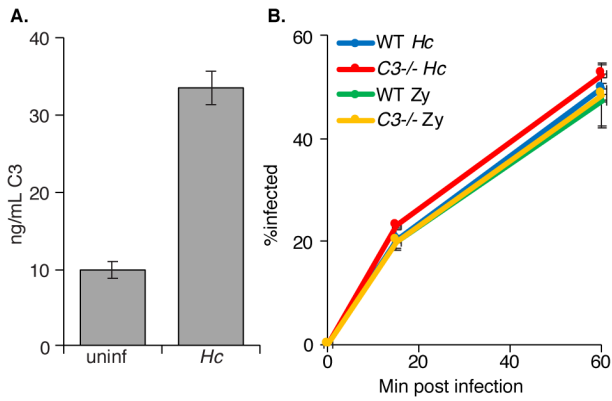 A.
ng/mL C3
40
30
20
10
0
uninf
Hc
B.
%infected
60
40
20
0
WT Hc
C3-/- Hc
WT Zy
C3-/- Zy
0
20
40
60
Min post infection